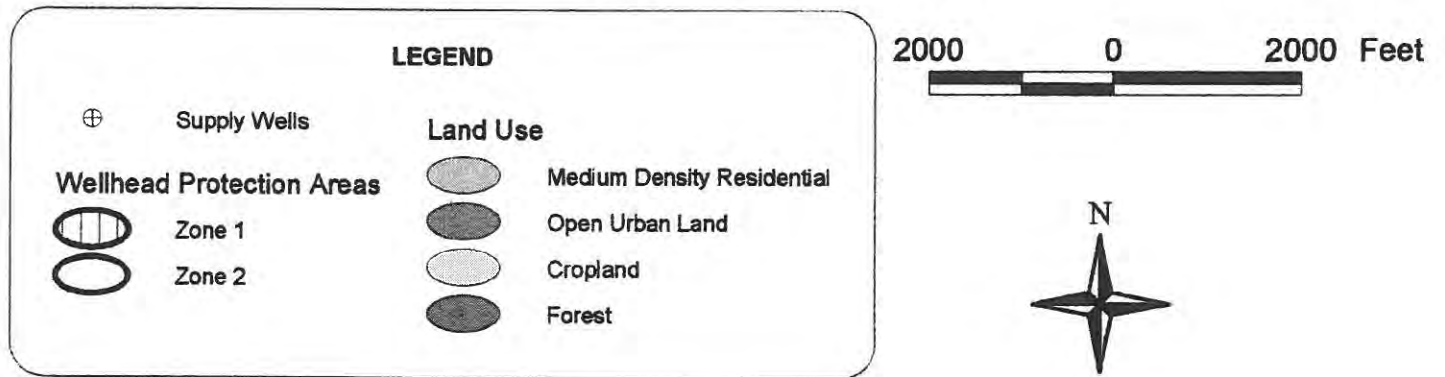 LEGEND
Supply Wells
Wellhead Protection Areas
Zone 1
Zone 2
Land Use
Medium Density Residential
Open Urban Land
Cropland
Forest
2000 0 2000 Feet
N